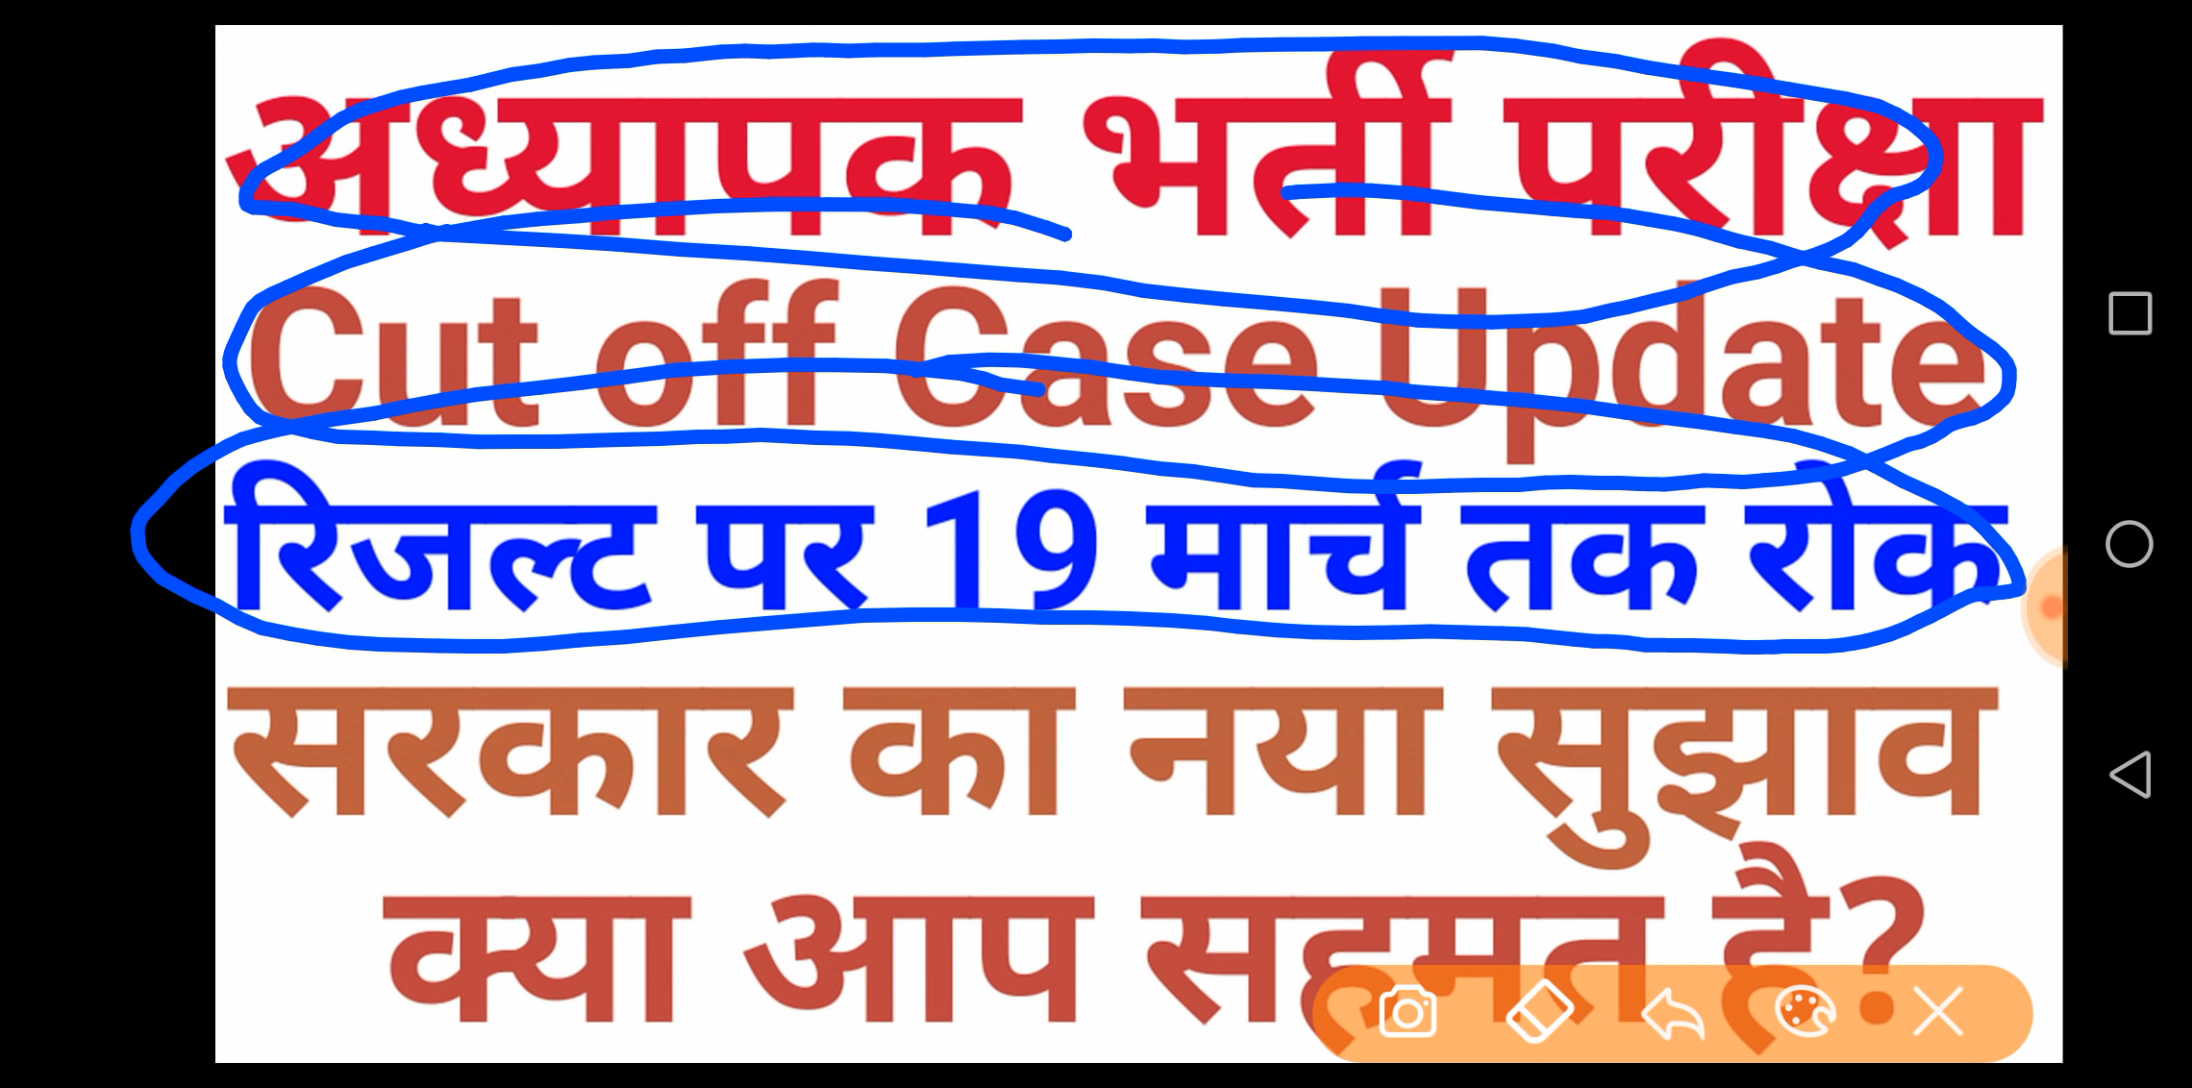 अध्यापक भर्ती परीक्षा
Cut off Case Update
रिजल्ट पर 19 मार्च तक रोक
सरकार का नया सुझाव
क्या आप सहमत है?